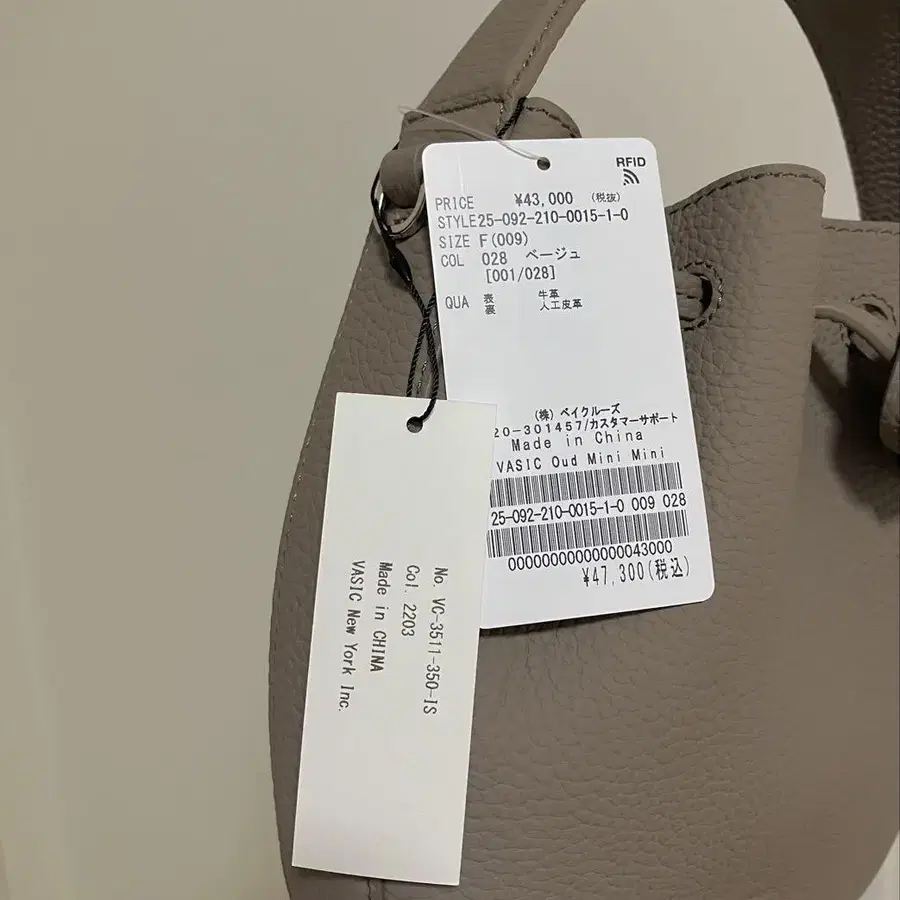 RFID
PRICE ¥43,000 (税抜)
STYLE25-092-210-0015-1-0
SIZE F(009)
COL 028 ベージュ
[001/028]
QUA 表 牛革
裏 人工皮革
(株) ベイクルーズ
20-301457/カスタマーサポート
Made in China
VASIC Oud Mini Mini
25-092-210-0015-1-0 009 028
00000000000000043000
¥47,300(税込)
No. VC-3511-350-IS
Col. 2203
Made in CHINA
VASIC New York Inc.